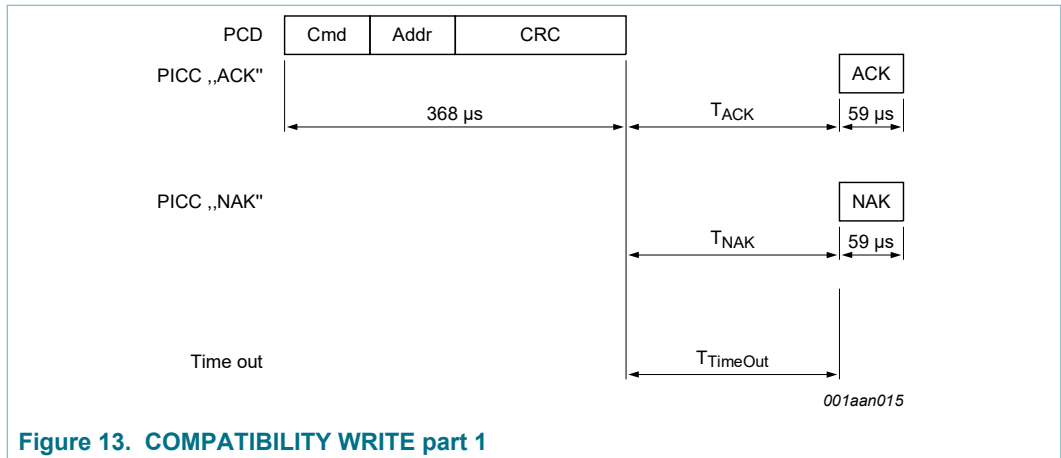 PCD Cmd Addr CRC
PICC ,,ACK" ACK
368 µs TACK 59 µs
PICC ,,NAK" NAK
TNAK 59 µs
Time out TTimeOut
001aan015
Figure 13. COMPATIBILITY WRITE part 1